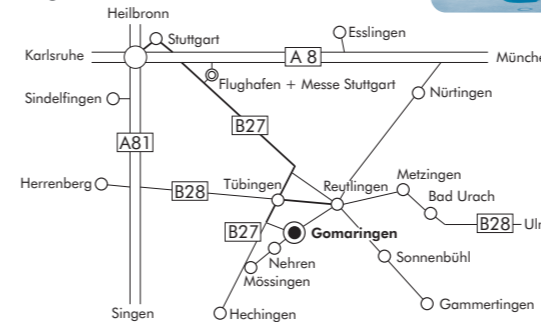 Heilbronn
Stuttgart
Esslingen
Karlsruhe
A 8
Münche
Flughafen + Messe Stuttgart
Sindelfingen
Nürtingen
B27
A81
Herrenberg
B28
Tübingen
Reutlingen
Metzingen
Bad Urach
B28
Ulm
B27
Gomaringen
Nehren
Mössingen
Sonnenbühl
Singen
Hechingen
Gammertingen